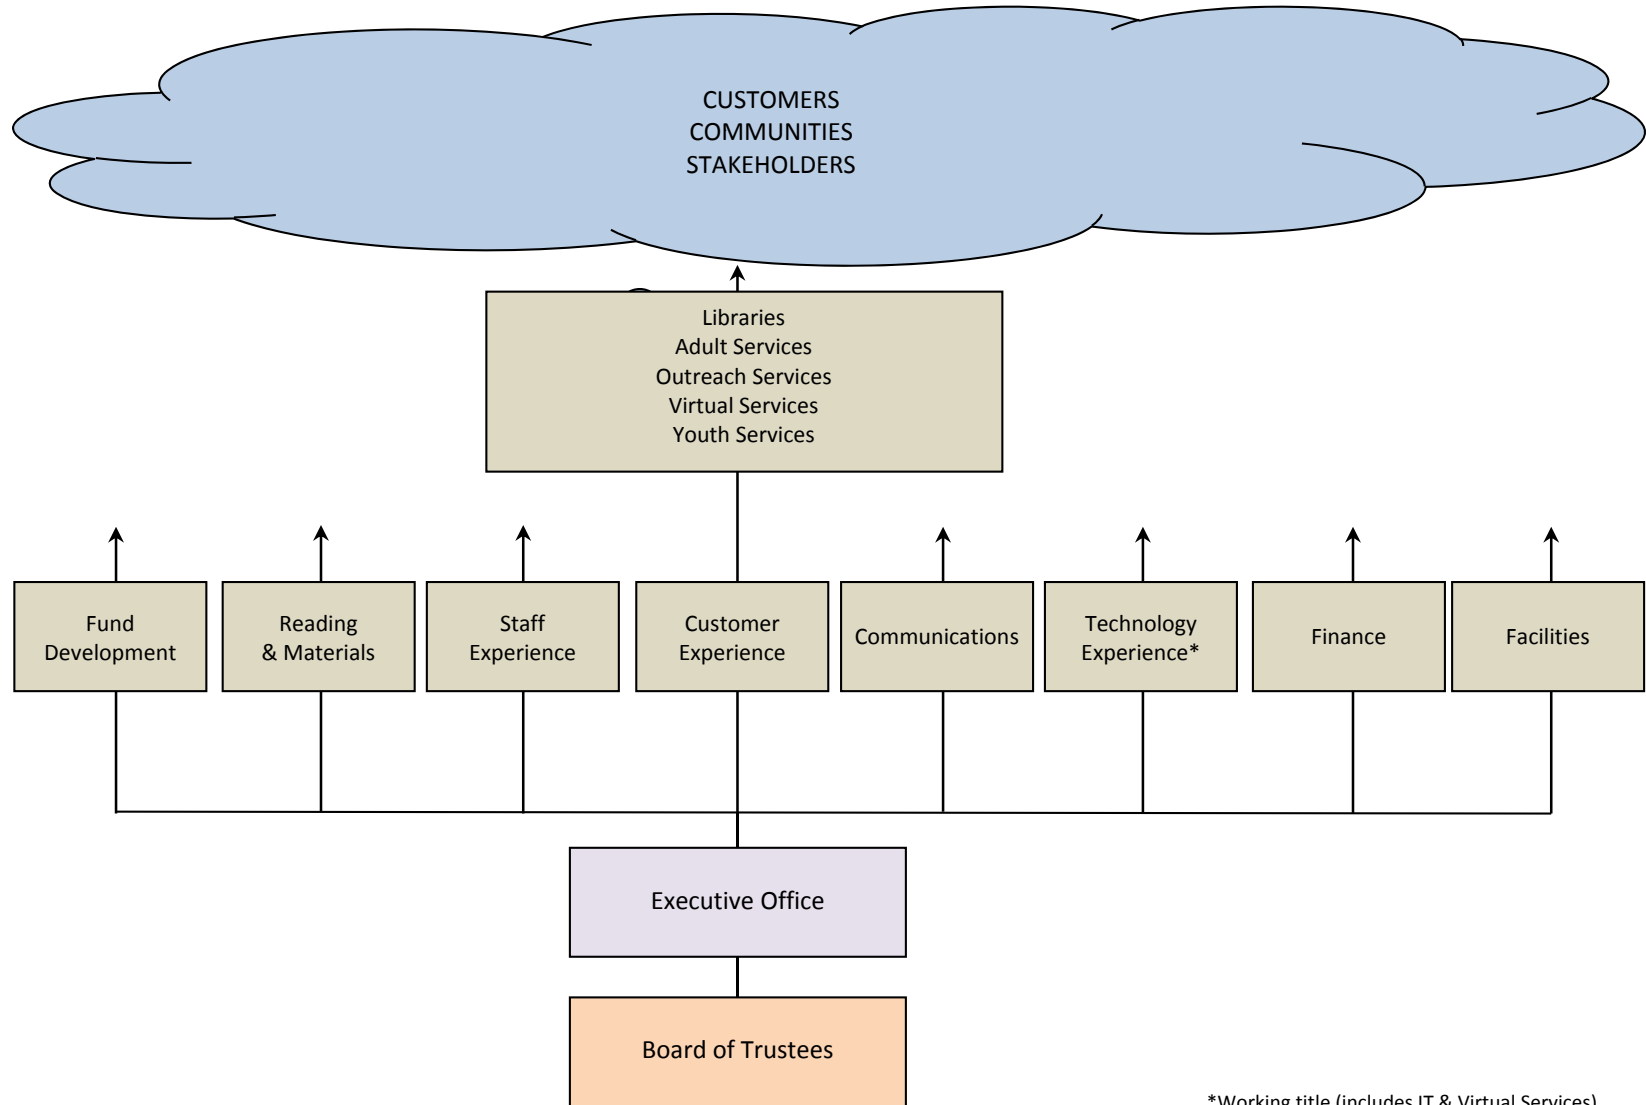 CUSTOMERS
COMMUNITIES
STAKEHOLDERS
Libraries
Adult Services
Outreach Services
Virtual Services
Youth Services
Fund
Development
Reading
& Materials
Staff
Experience
Customer
Experience
Communications
Technology
Experience*
Finance
Facilities
Executive Office
Board of Trustees
*Working title (includes IT & Virtual Services)